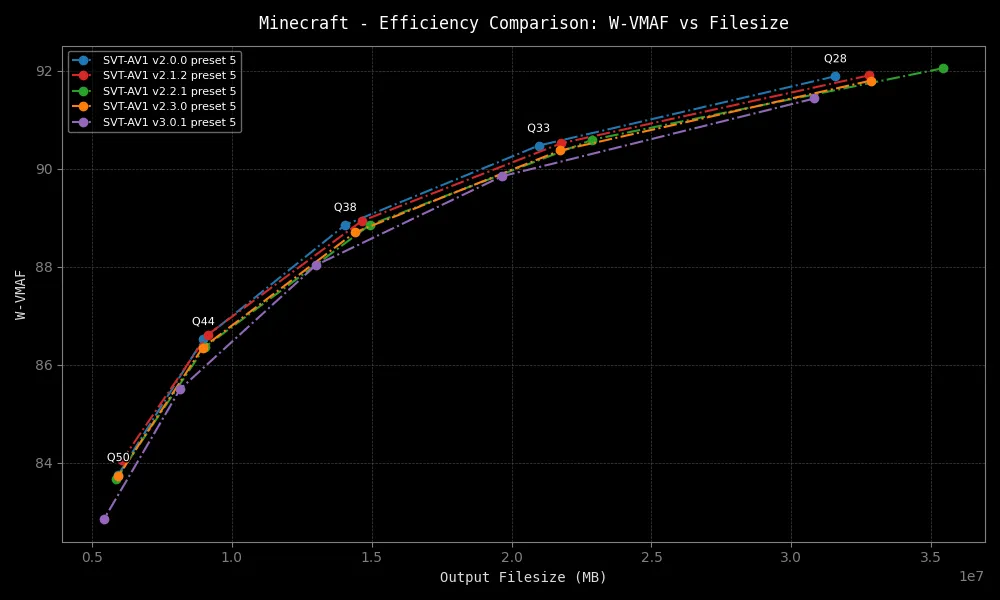 Minecraft - Efficiency Comparison: W-VMAF vs Filesize
SVT-AV1 v2.0.0 preset 5
SVT-AV1 v2.1.2 preset 5
SVT-AV1 v2.2.1 preset 5
SVT-AV1 v2.3.0 preset 5
SVT-AV1 v3.0.1 preset 5
Q28
Q33
Q38
Q44
Q50
92
90
88
86
84
W-VMAF
0.5 1.0 1.5 2.0 2.5 3.0 3.5
1e7
Output Filesize (MB)